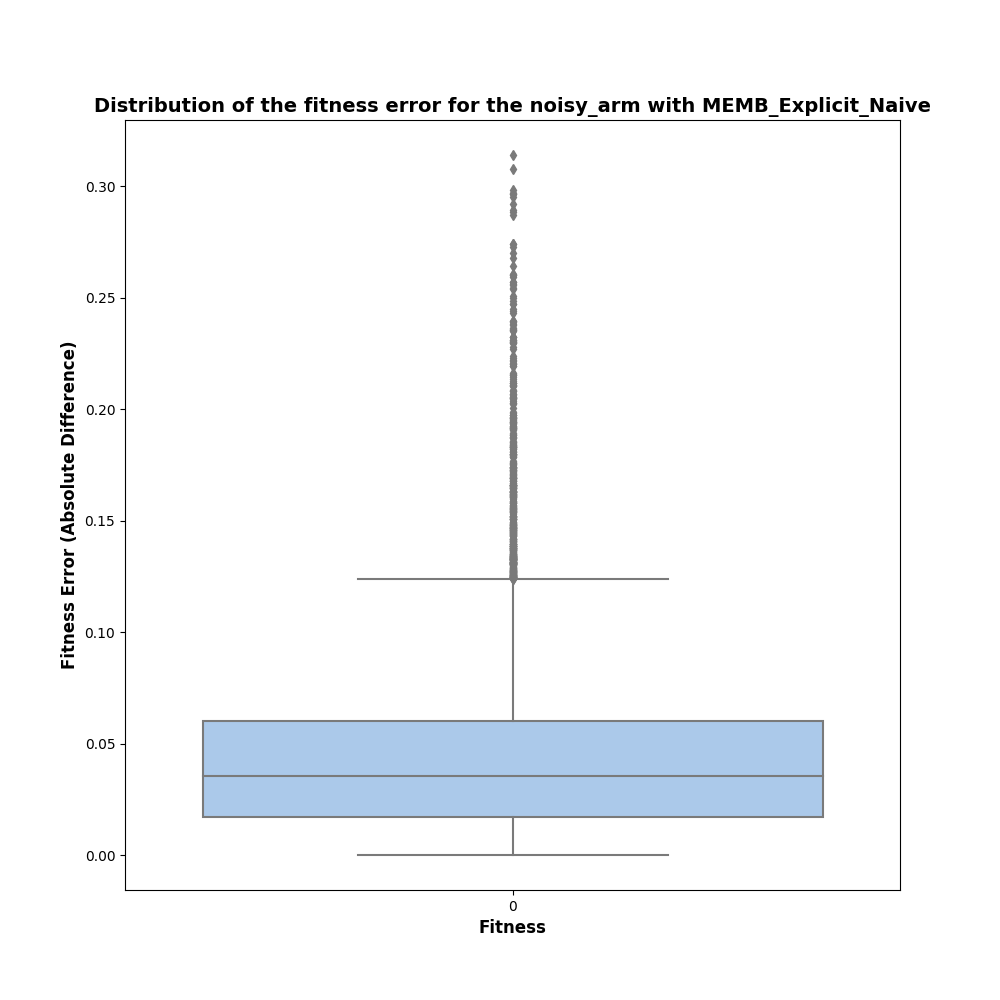 Distribution of the fitness error for the noisy_arm with MEMB_Explicit_Naive
0.30
0.25
0.20
0.15
0.10
0.05
0.00
Fitness Error (Absolute Difference)
0
Fitness